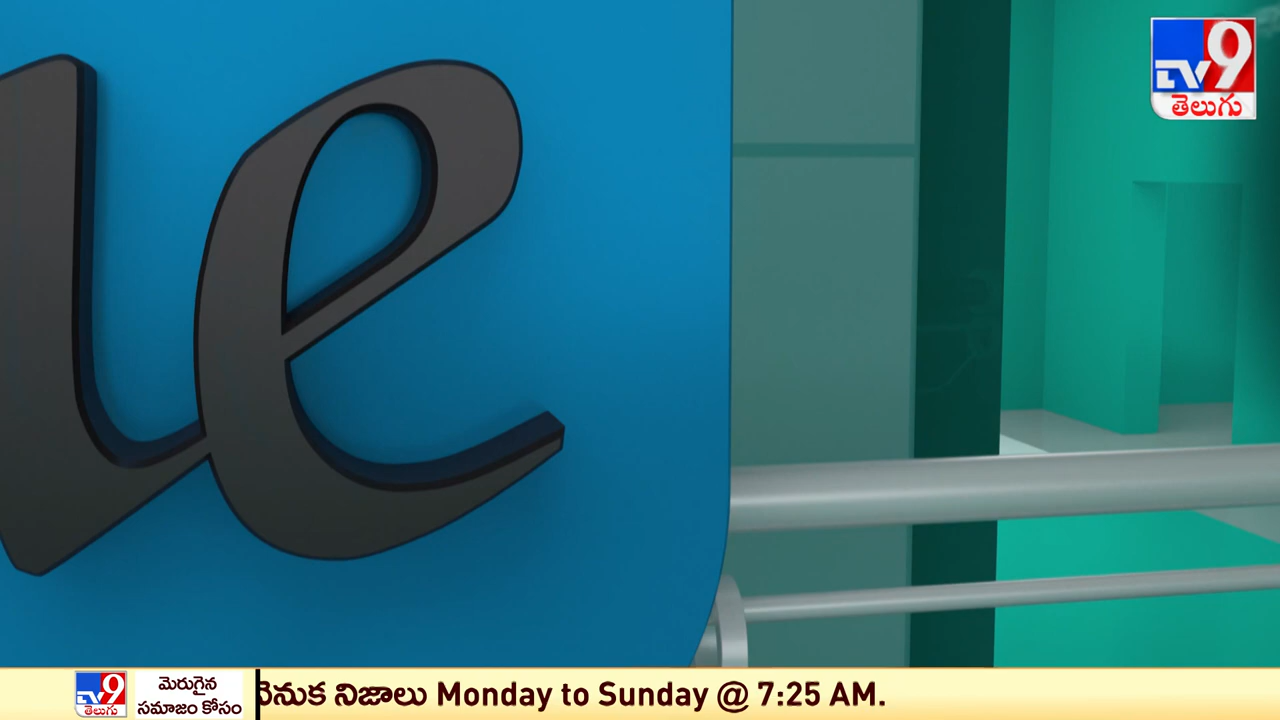 ue
TV9
తెలుగు
TV9
తెలుగు
మెరుగైన
సమాజం కోసం
వెనుక నిజాలు Monday to Sunday @ 7:25 AM.